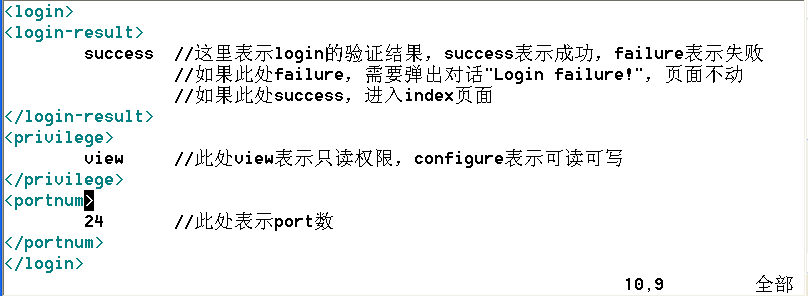 <login>
<login-result>
success //这里表示login的验证结果，success表示成功，failure表示失败
//如果此处failure，需要弹出对话"Login failure!"，页面不动
//如果此处success，进入index页面
</login-result>
<privilege>
view //此处view表示只读权限，configure表示可读可写
</privilege>
<portnum>
24 //此处表示port数
</portnum>
</login>
10,9 全部